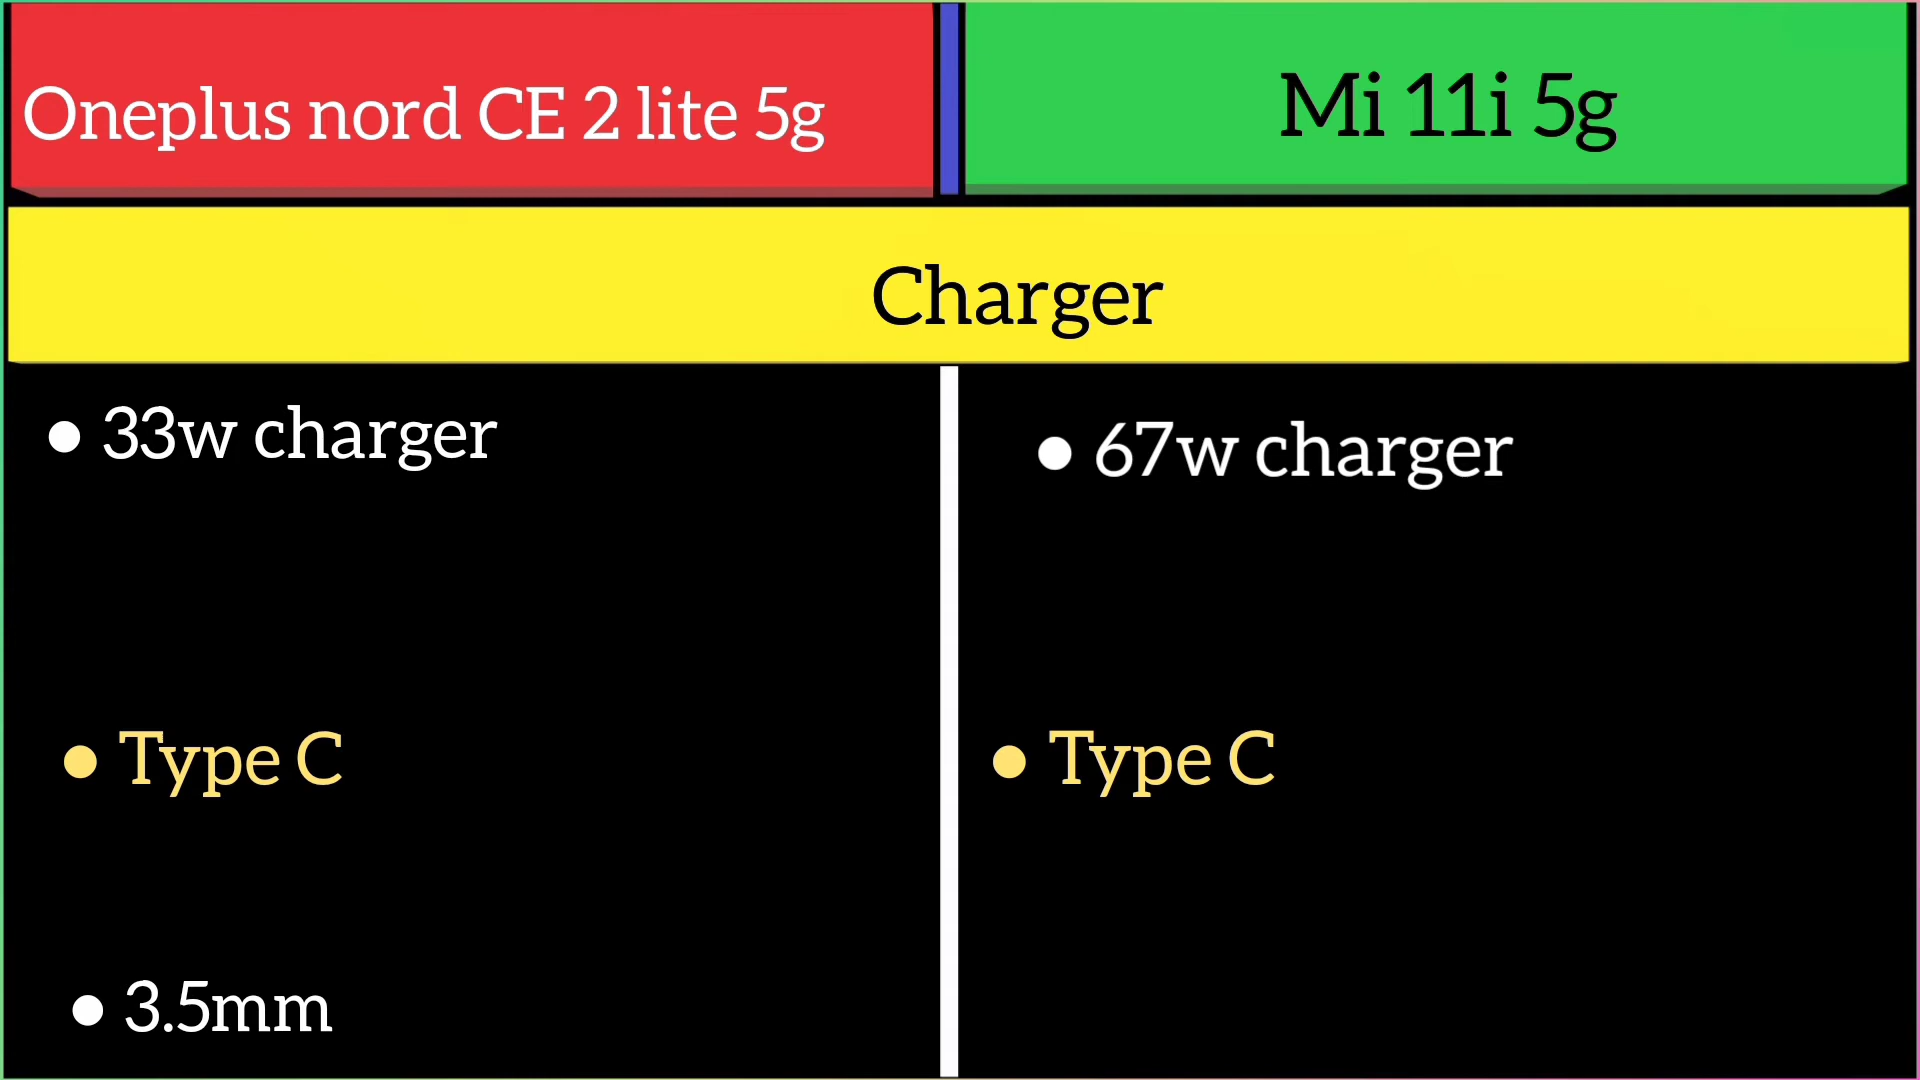 Oneplus nord CE 2 lite 5g
Mi 11i 5g
Charger
● 33w charger
● 67w charger
● Type C
● Type C
● 3.5mm